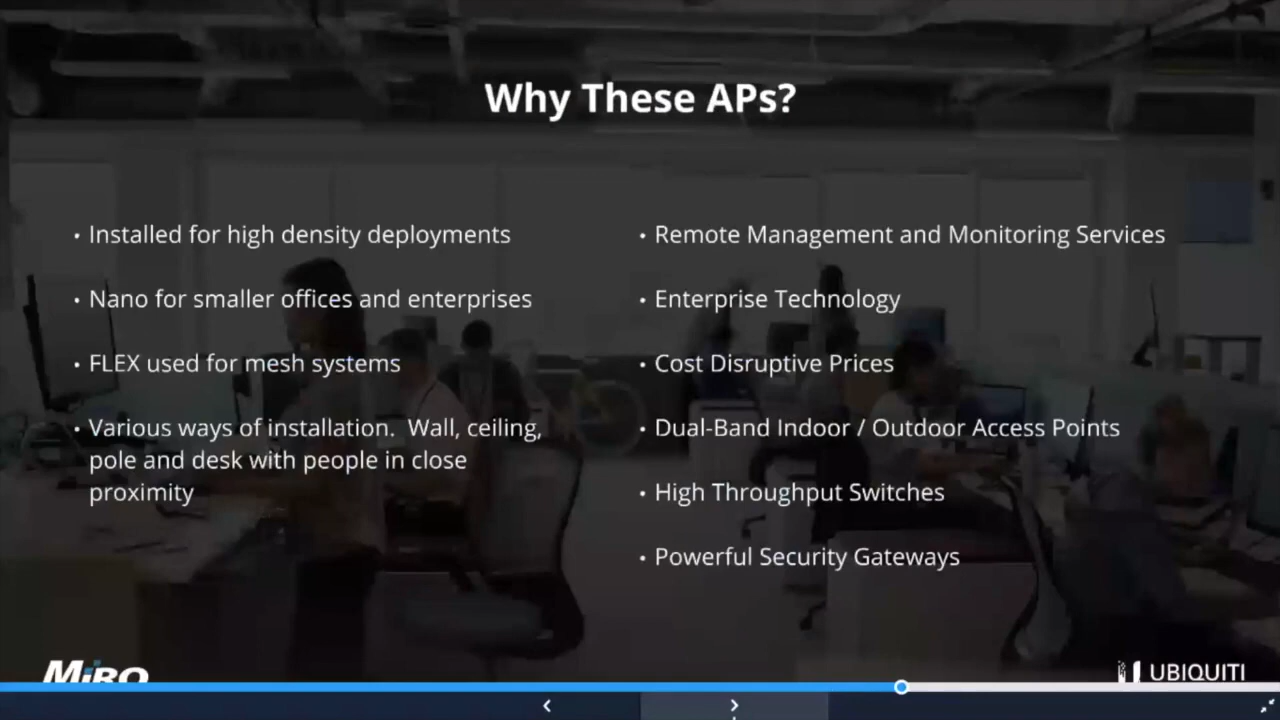 Why These APs?
• Installed for high density deployments
• Nano for smaller offices and enterprises
• FLEX used for mesh systems
• Various ways of installation.  Wall, ceiling,
pole and desk with people in close
proximity
• Remote Management and Monitoring Services
• Enterprise Technology
• Cost Disruptive Prices
• Dual-Band Indoor / Outdoor Access Points
• High Throughput Switches
• Powerful Security Gateways
MiRO
UBIQUITI